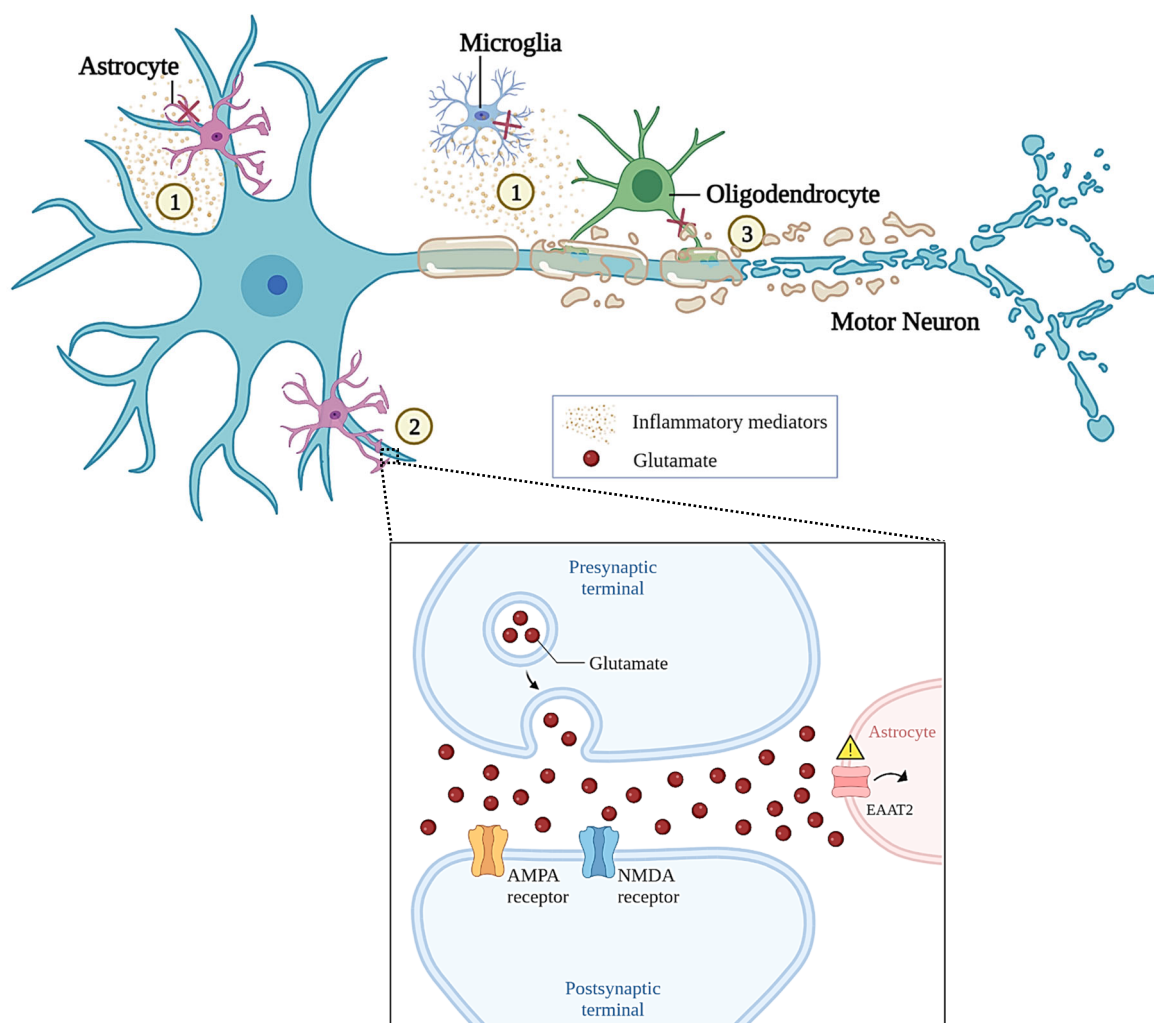 Astrocyte
Microglia
1
1
Oligodendrocyte
3
Motor Neuron
2
Inflammatory mediators
Glutamate
Presynaptic
terminal
Glutamate
Astrocyte
EAAT2
AMPA
receptor
NMDA
receptor
Postsynaptic
terminal